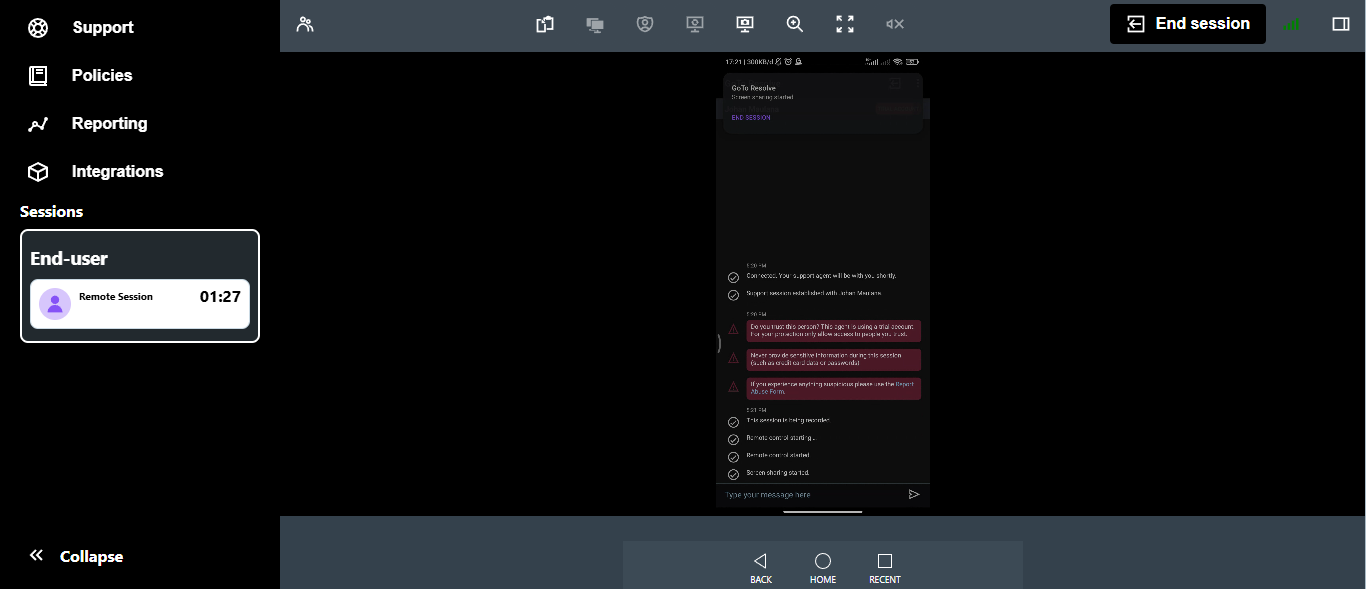 Support
Policies
Reporting
Integrations
Sessions
End-user
Remote Session
01:27
Collapse
End session
17:21 | 300KB/d
GoTo Resolve
Screen sharing started
END SESSION
5:20 PM
Connected. Your support agent will be with you shortly.
Support session established with Johan
5:20 PM
Do you trust this person? This agent is using a trial account.
For your protection only allow access to people you trust.
Never provide sensitive information during this session
(such as credit card data or passwords)
If you experience anything suspicious please use the Report
Abuse Form.
5:21 PM
This session is being recorded
Remote control starting...
Remote control started
Screen sharing started.
Type your message here
BACK
HOME
RECENT